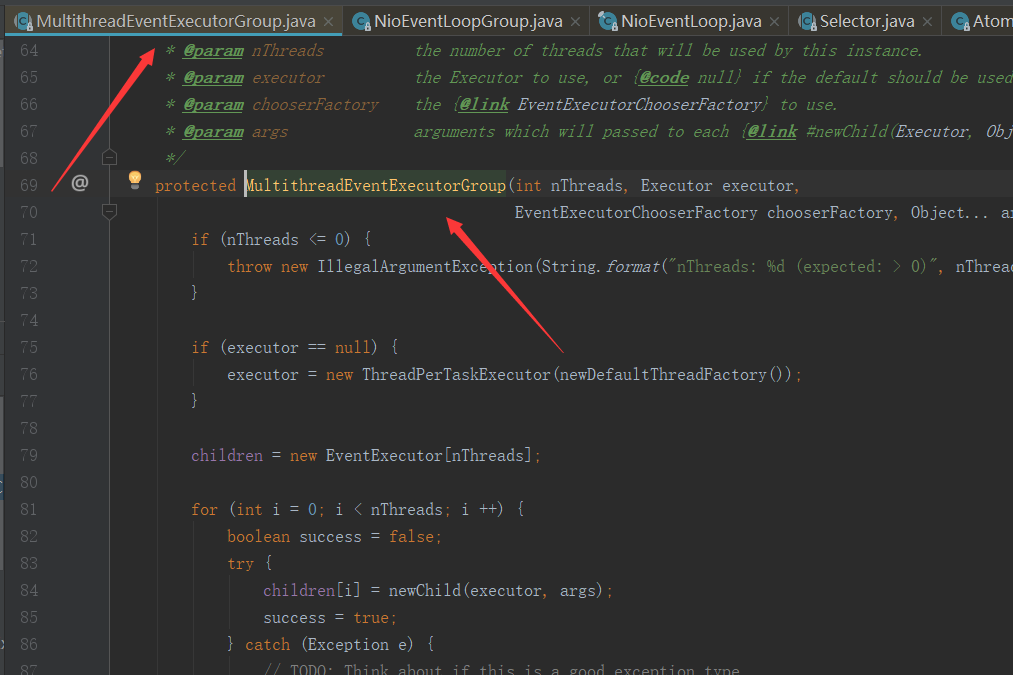 MultithreadEventExecutorGroup.java × NioEventLoopGroup.java × NioEventLoop.java × Selector.java × Atom
64 * @param nThreads the number of threads that will be used by this instance.
65 * @param executor the Executor to use, or {@code null} if the default should be used
66 * @param chooserFactory the {@link EventExecutorChooserFactory} to use.
67 * @param args arguments which will passed to each {@link #newChild(Executor, Obj
68 */
69 @ protected MultithreadEventExecutorGroup(int nThreads, Executor executor,
70 EventExecutorChooserFactory chooserFactory, Object... ar
71 if (nThreads <= 0) {
72 throw new IllegalArgumentException(String.format("nThreads: %d (expected: > 0)", nThread
73 }
74
75 if (executor == null) {
76 executor = new ThreadPerTaskExecutor(newDefaultThreadFactory());
77 }
78
79 children = new EventExecutor[nThreads];
80
81 for (int i = 0; i < nThreads; i ++) {
82 boolean success = false;
83 try {
84 children[i] = newChild(executor, args);
85 success = true;
86 } catch (Exception e) {
87 // TODO: Think about if this is a good exception type